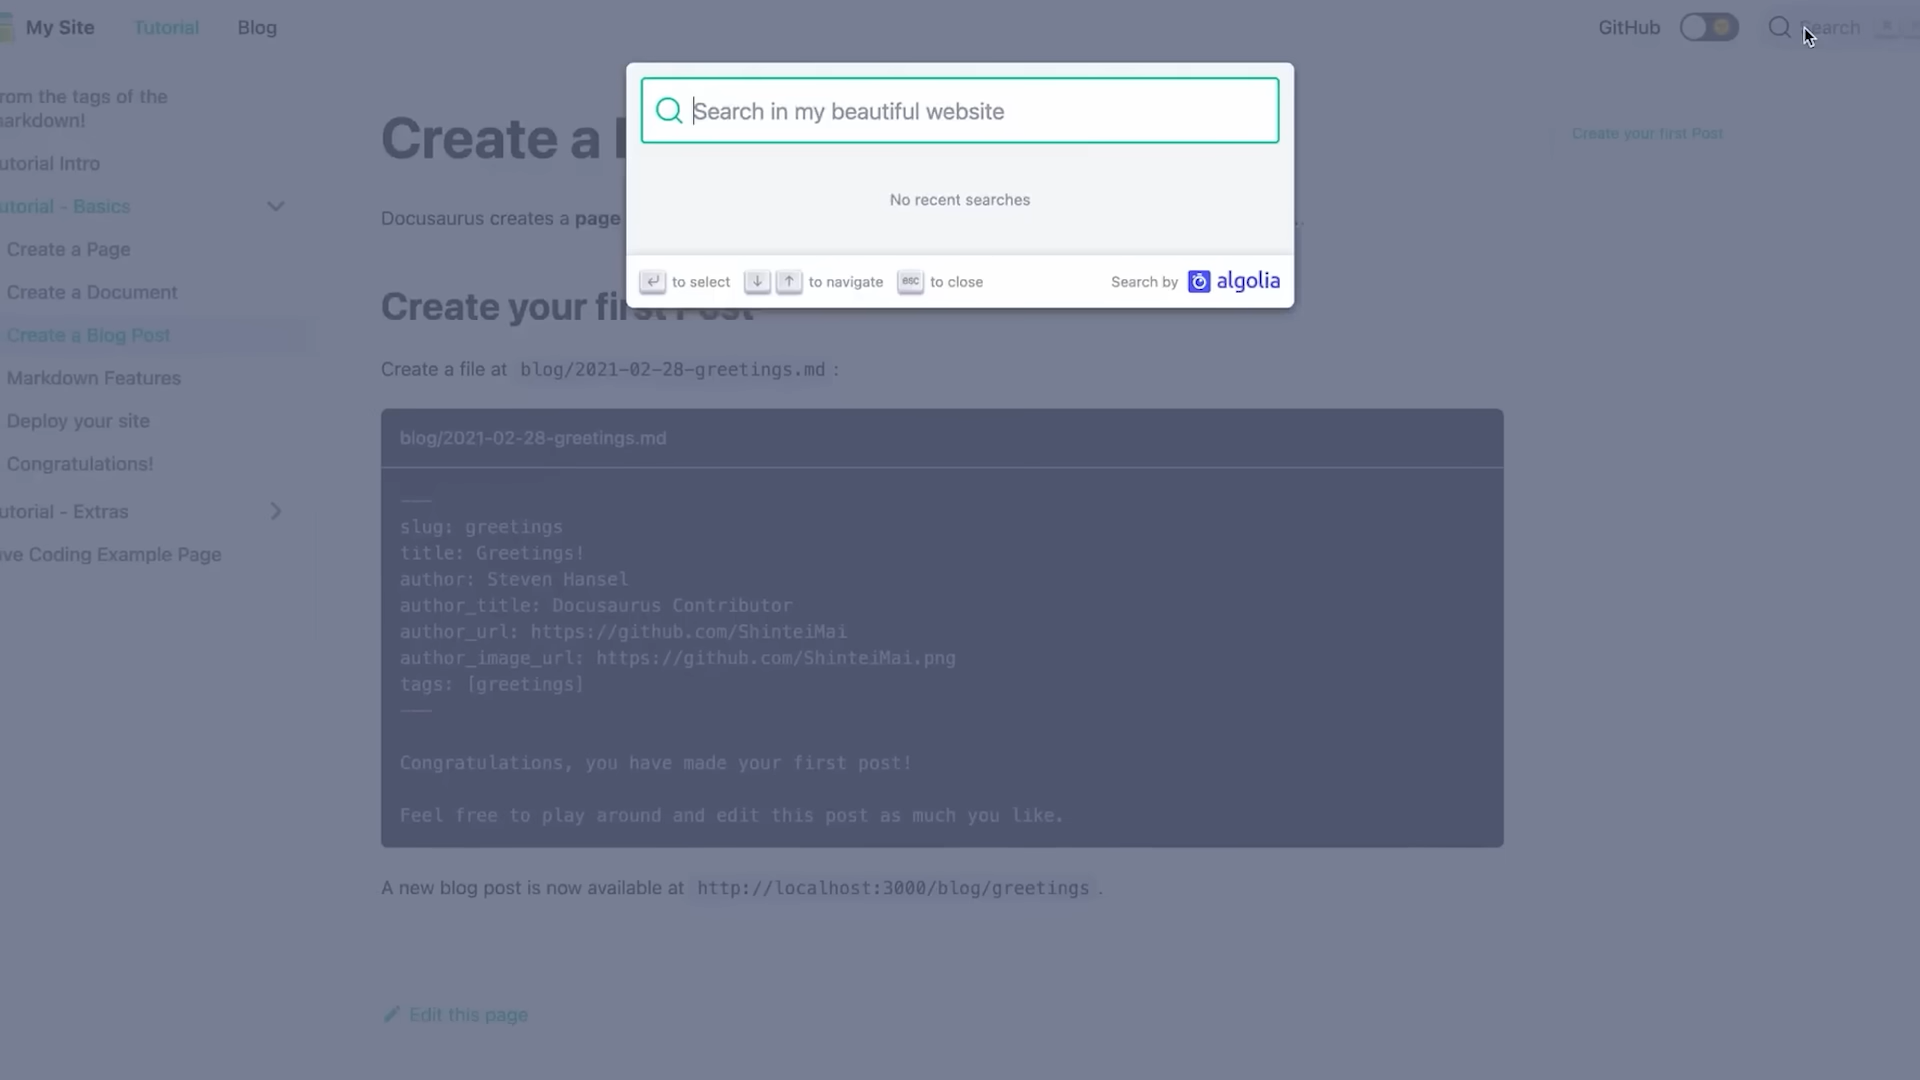 My Site
Tutorial
Blog
GitHub
Search
rom the tags of the
arkdown!
utorial Intro
utorial - Basics
Create a Page
Create a Document
Create a Blog Post
Markdown Features
Deploy your site
Congratulations!
utorial - Extras
ve Coding Example Page
Search in my beautiful website
No recent searches
to select
to navigate
esc to close
Search by algolia
Create a
Docusaurus creates a page
Create your first Post
Create a file at blog/2021-02-28-greetings.md :
blog/2021-02-28-greetings.md
---
slug: greetings
title: Greetings!
author: Steven Hansel
author_title: Docusaurus Contributor
author_url: https://github.com/ShinteiMai
author_image_url: https://github.com/ShinteiMai.png
tags: [greetings]
---
Congratulations, you have made your first post!
Feel free to play around and edit this post as much you like.
A new blog post is now available at http://localhost:3000/blog/greetings .
Edit this page
Create your first Post